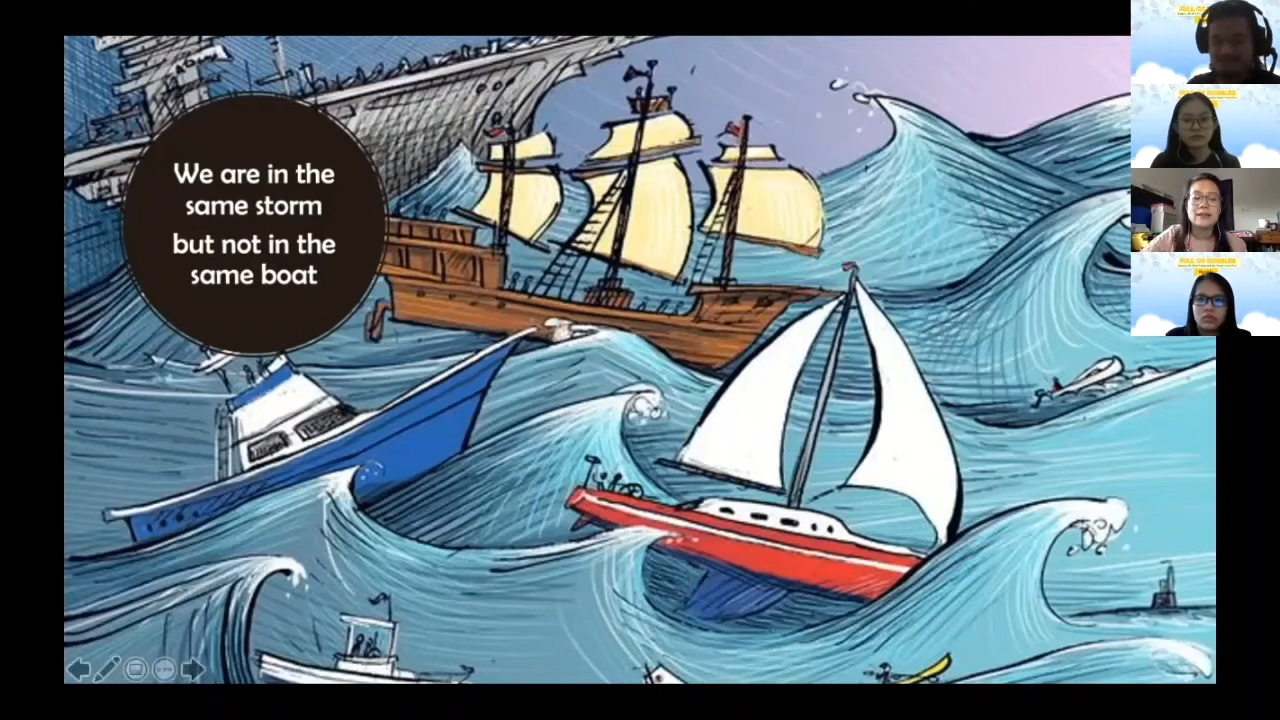 We are in the
same storm
but not in the
same boat